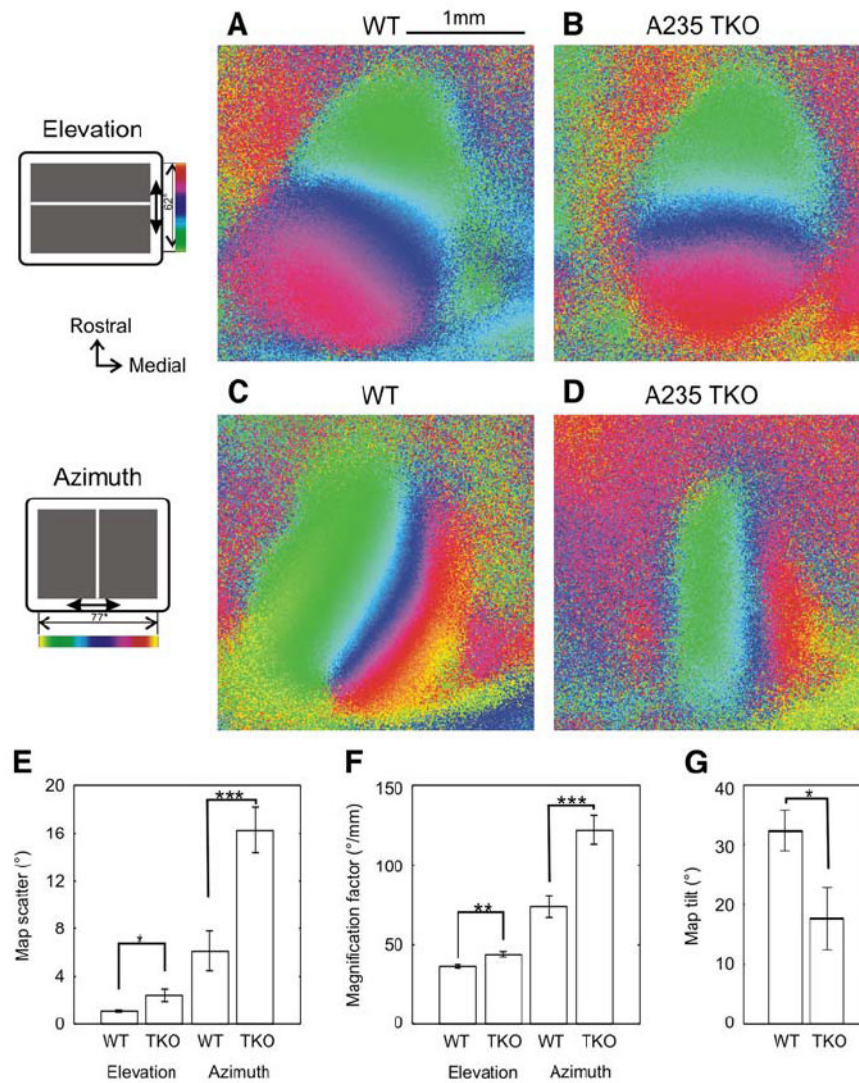 A WT 1mm
B A235 TKO
Elevation
62°
Rostral
Medial
C WT
D A235 TKO
Azimuth
77°
E
Map scatter (°)
20
16
12
8
4
0
***
*
WT TKO WT TKO
Elevation Azimuth
F
Magnification factor (°/mm)
150
100
50
0
***
**
WT TKO WT TKO
Elevation Azimuth
G
Map tilt (°)
40
30
20
10
0
*
WT TKO